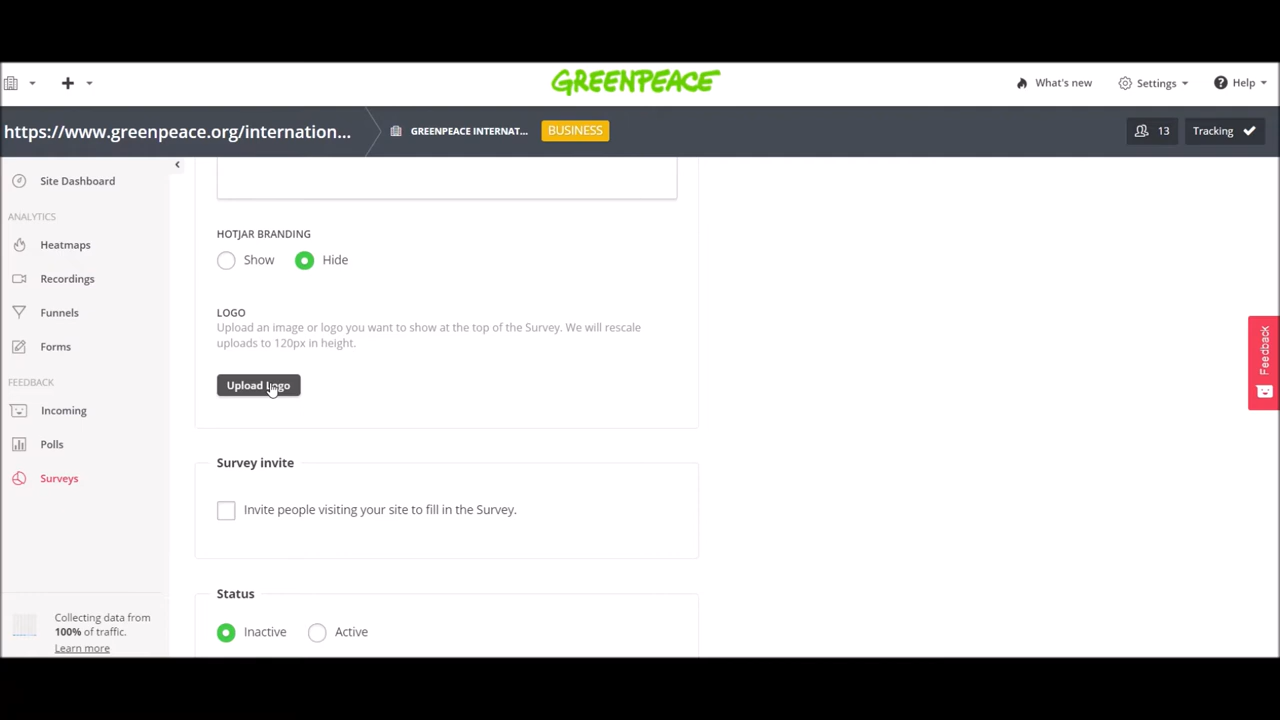 GREENPEACE
What's new
Settings
Help
https://www.greenpeace.org/internation...
GREENPEACE INTERNAT...
BUSINESS
13
Tracking
Site Dashboard
ANALYTICS
Heatmaps
Recordings
Funnels
Forms
FEEDBACK
Incoming
Polls
Surveys
Collecting data from
100% of traffic.
Learn more
HOTJAR BRANDING
Show
Hide
LOGO
Upload an image or logo you want to show at the top of the Survey. We will rescale
uploads to 120px in height.
Upload Logo
Survey invite
Invite people visiting your site to fill in the Survey.
Status
Inactive
Active
Feedback